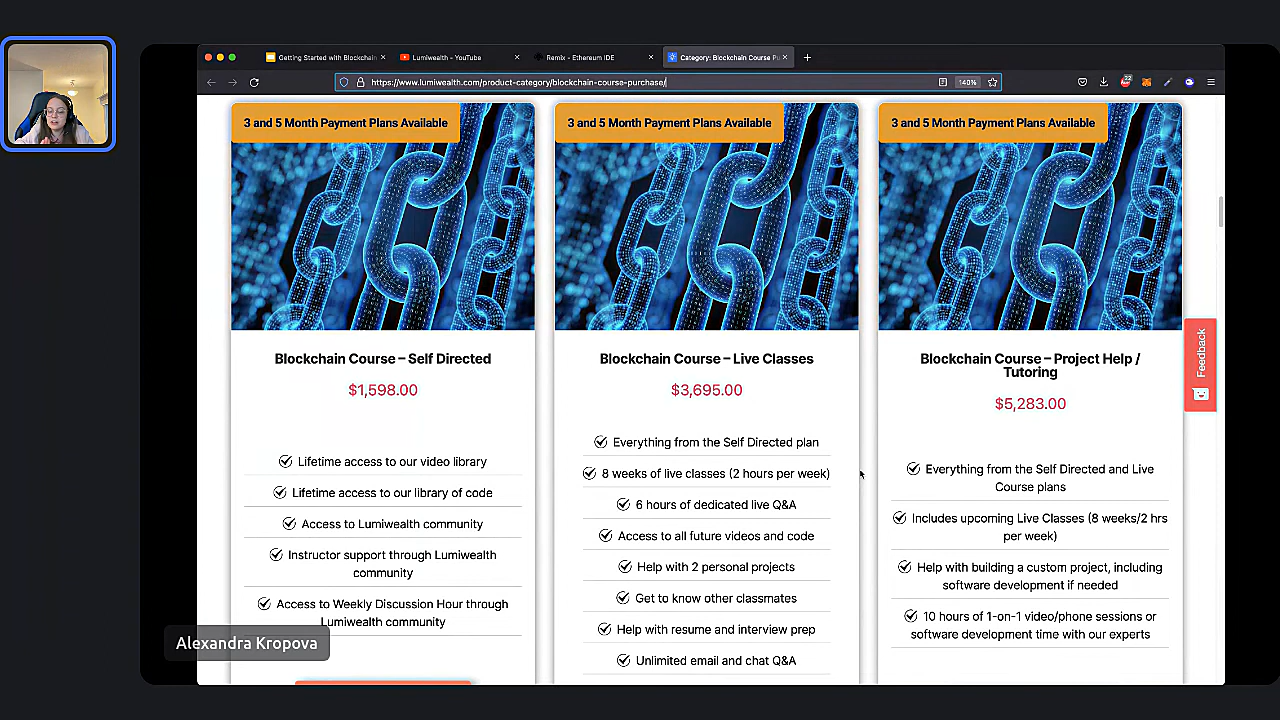 Getting Started with Blockchain
Lumiwealth - YouTube
Remix - Ethereum IDE
Category: Blockchain Course Pu
https://www.lumiwealth.com/product-category/blockchain-course-purchase/
140%
22
3 and 5 Month Payment Plans Available
3 and 5 Month Payment Plans Available
3 and 5 Month Payment Plans Available
Blockchain Course – Self Directed
$1,598.00
Lifetime access to our video library
Lifetime access to our library of code
Access to Lumiwealth community
Instructor support through Lumiwealth
community
Access to Weekly Discussion Hour through
Lumiwealth community
Blockchain Course – Live Classes
$3,695.00
Everything from the Self Directed plan
8 weeks of live classes (2 hours per week)
6 hours of dedicated live Q&A
Access to all future videos and code
Help with 2 personal projects
Get to know other classmates
Help with resume and interview prep
Unlimited email and chat Q&A
Blockchain Course – Project Help /
Tutoring
$5,283.00
Everything from the Self Directed and Live
Course plans
Includes upcoming Live Classes (8 weeks/2 hrs
per week)
Help with building a custom project, including
software development if needed
10 hours of 1-on-1 video/phone sessions or
software development time with our experts
Feedback
Alexandra Kropova